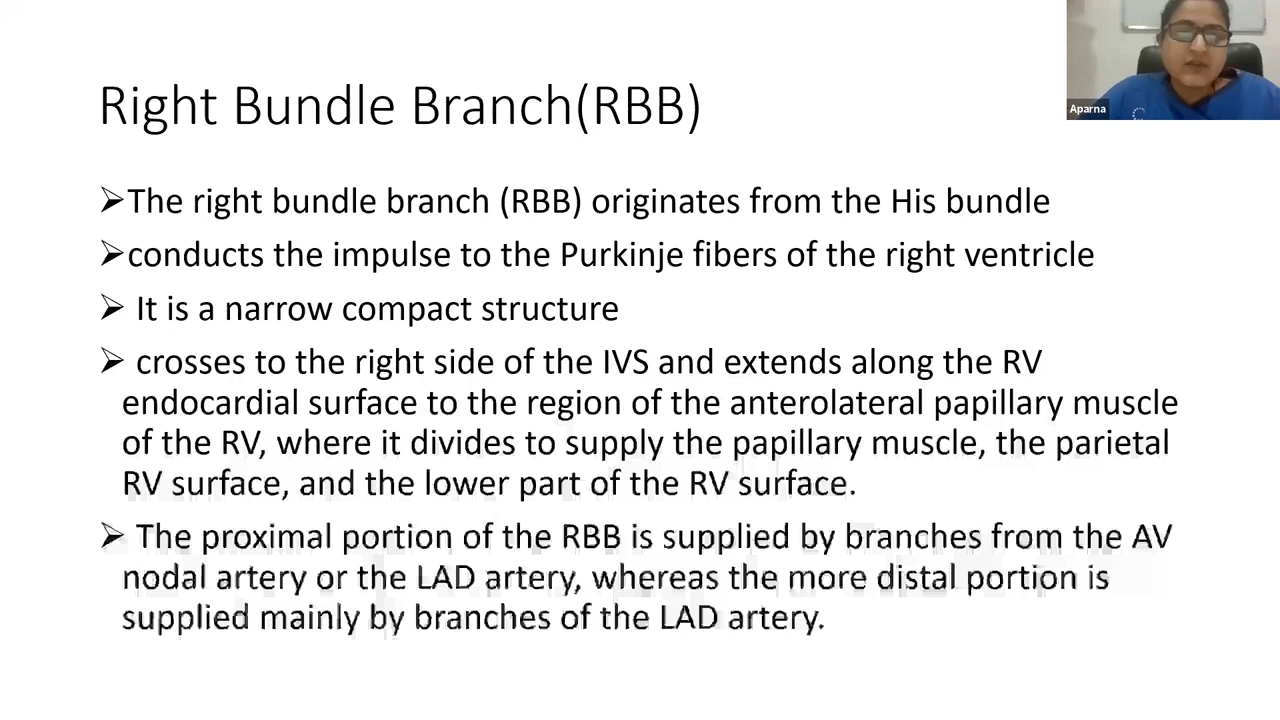 Aparna
Right Bundle Branch(RBB)
➢The right bundle branch (RBB) originates from the His bundle
➢conducts the impulse to the Purkinje fibers of the right ventricle
➢ It is a narrow compact structure
➢ crosses to the right side of the IVS and extends along the RV
endocardial surface to the region of the anterolateral papillary muscle
of the RV, where it divides to supply the papillary muscle, the parietal
RV surface, and the lower part of the RV surface.
➢ The proximal portion of the RBB is supplied by branches from the AV
nodal artery or the LAD artery, whereas the more distal portion is
supplied mainly by branches of the LAD artery.